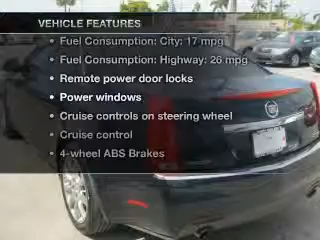 VEHICLE FEATURES
• Fuel Consumption: City: 17 mpg
• Fuel Consumption: Highway: 26 mpg
• Remote power door locks
• Power windows
• Cruise controls on steering wheel
• Cruise control
• 4-wheel ABS Brakes